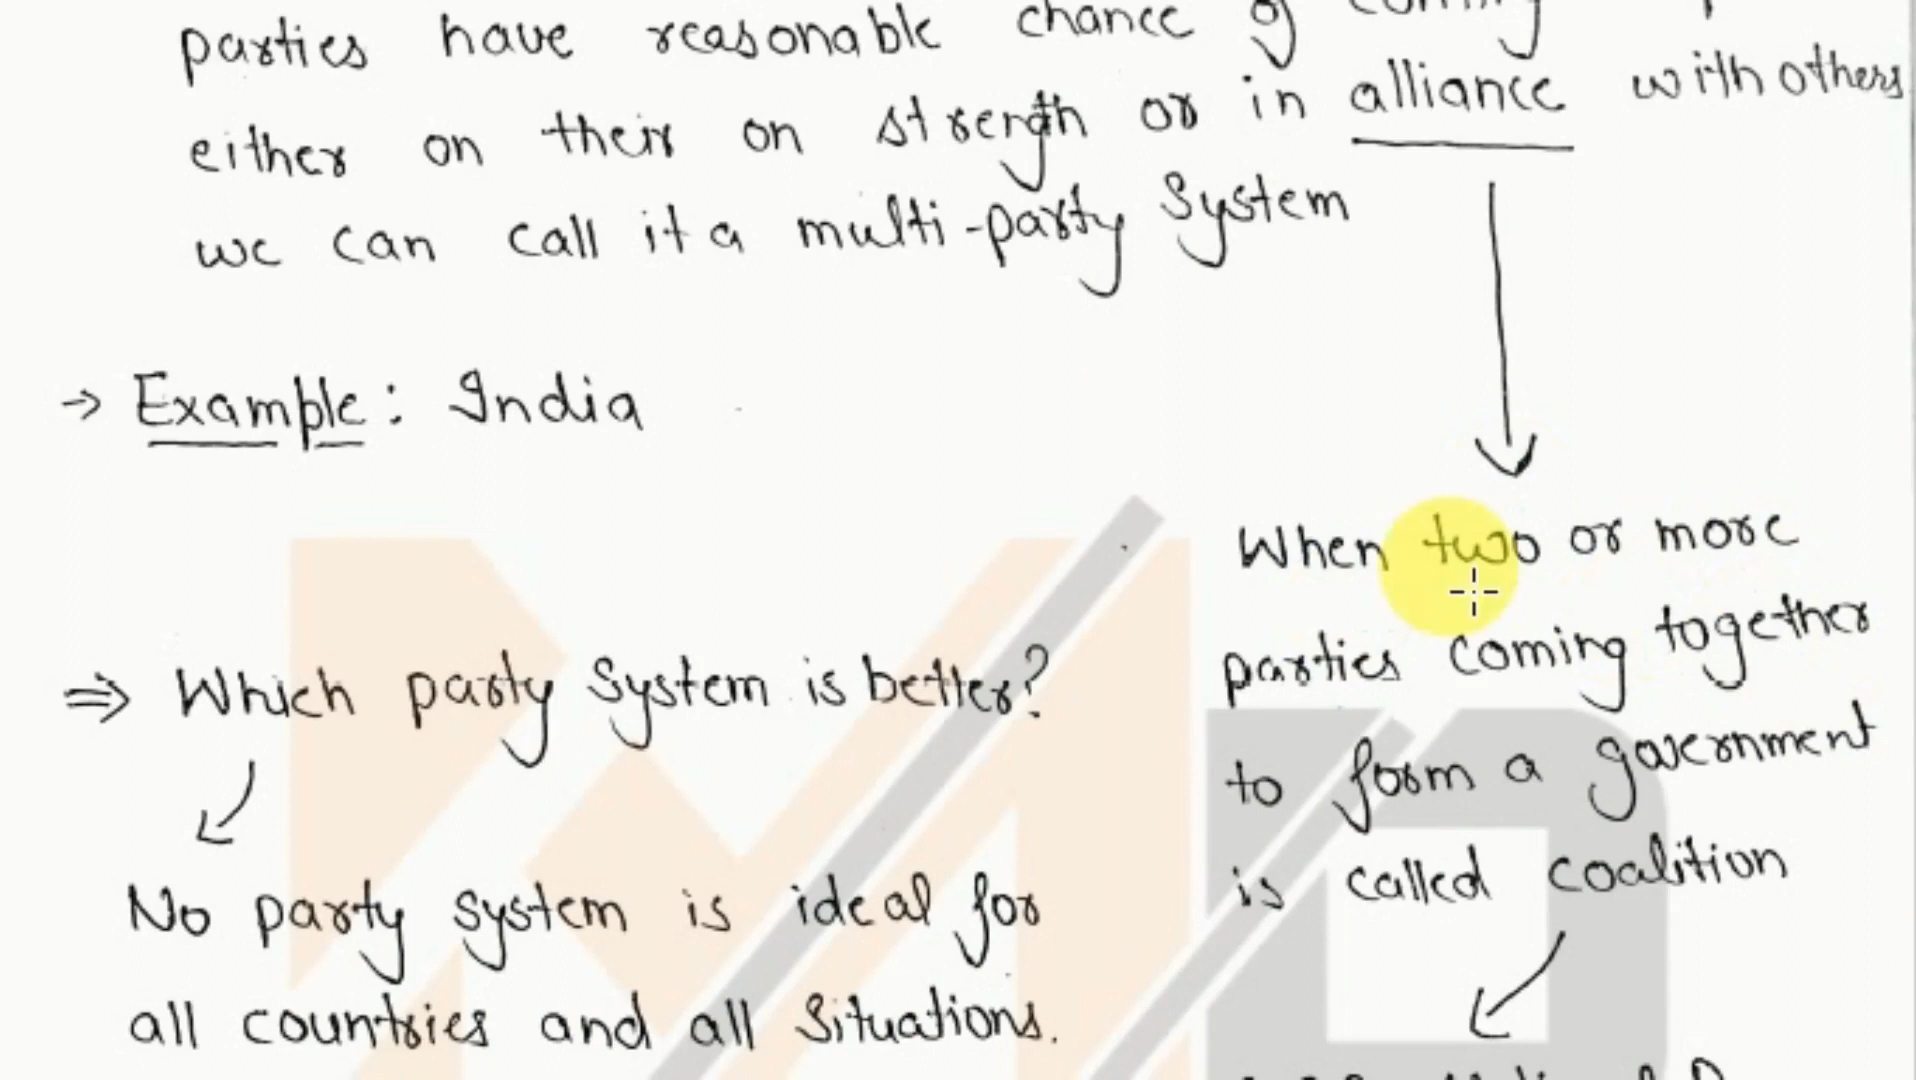 parties have reasonable chance of coming
either on their on strength or in alliance with others
we can call it a multi-party System
→ Example: India
When two or more
parties coming together
to form a government
is called coalition
⇒ Which party System is better?
No party system is ideal for
all countries and all Situations.